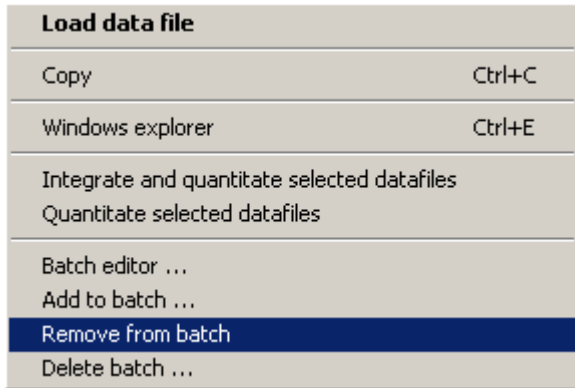 Load data file
Copy Ctrl+C
Windows explorer Ctrl+E
Integrate and quantitate selected datafiles
Quantitate selected datafiles
Batch editor ...
Add to batch ...
Remove from batch
Delete batch ...